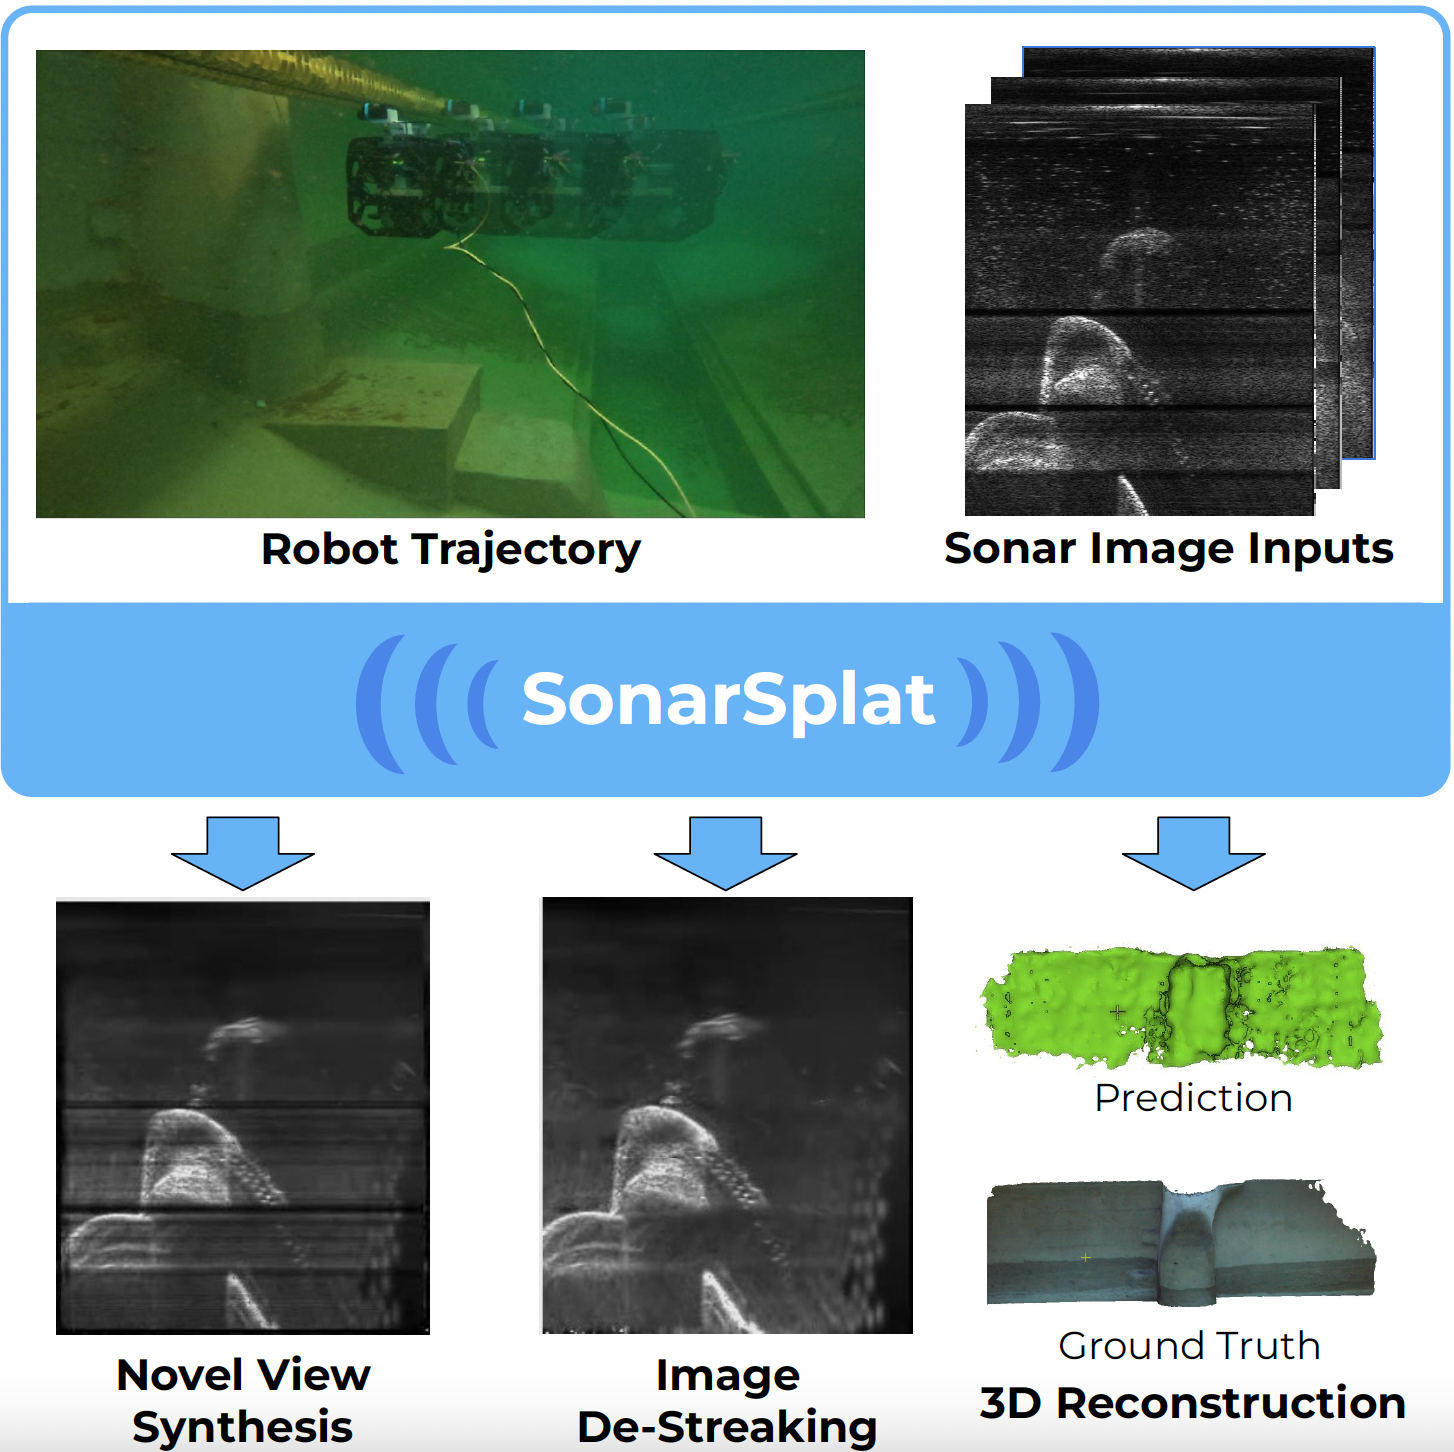 Robot Trajectory
Sonar Image Inputs
SonarSplat
Prediction
Ground Truth
Novel View
Synthesis
Image
De-Streaking
3D Reconstruction